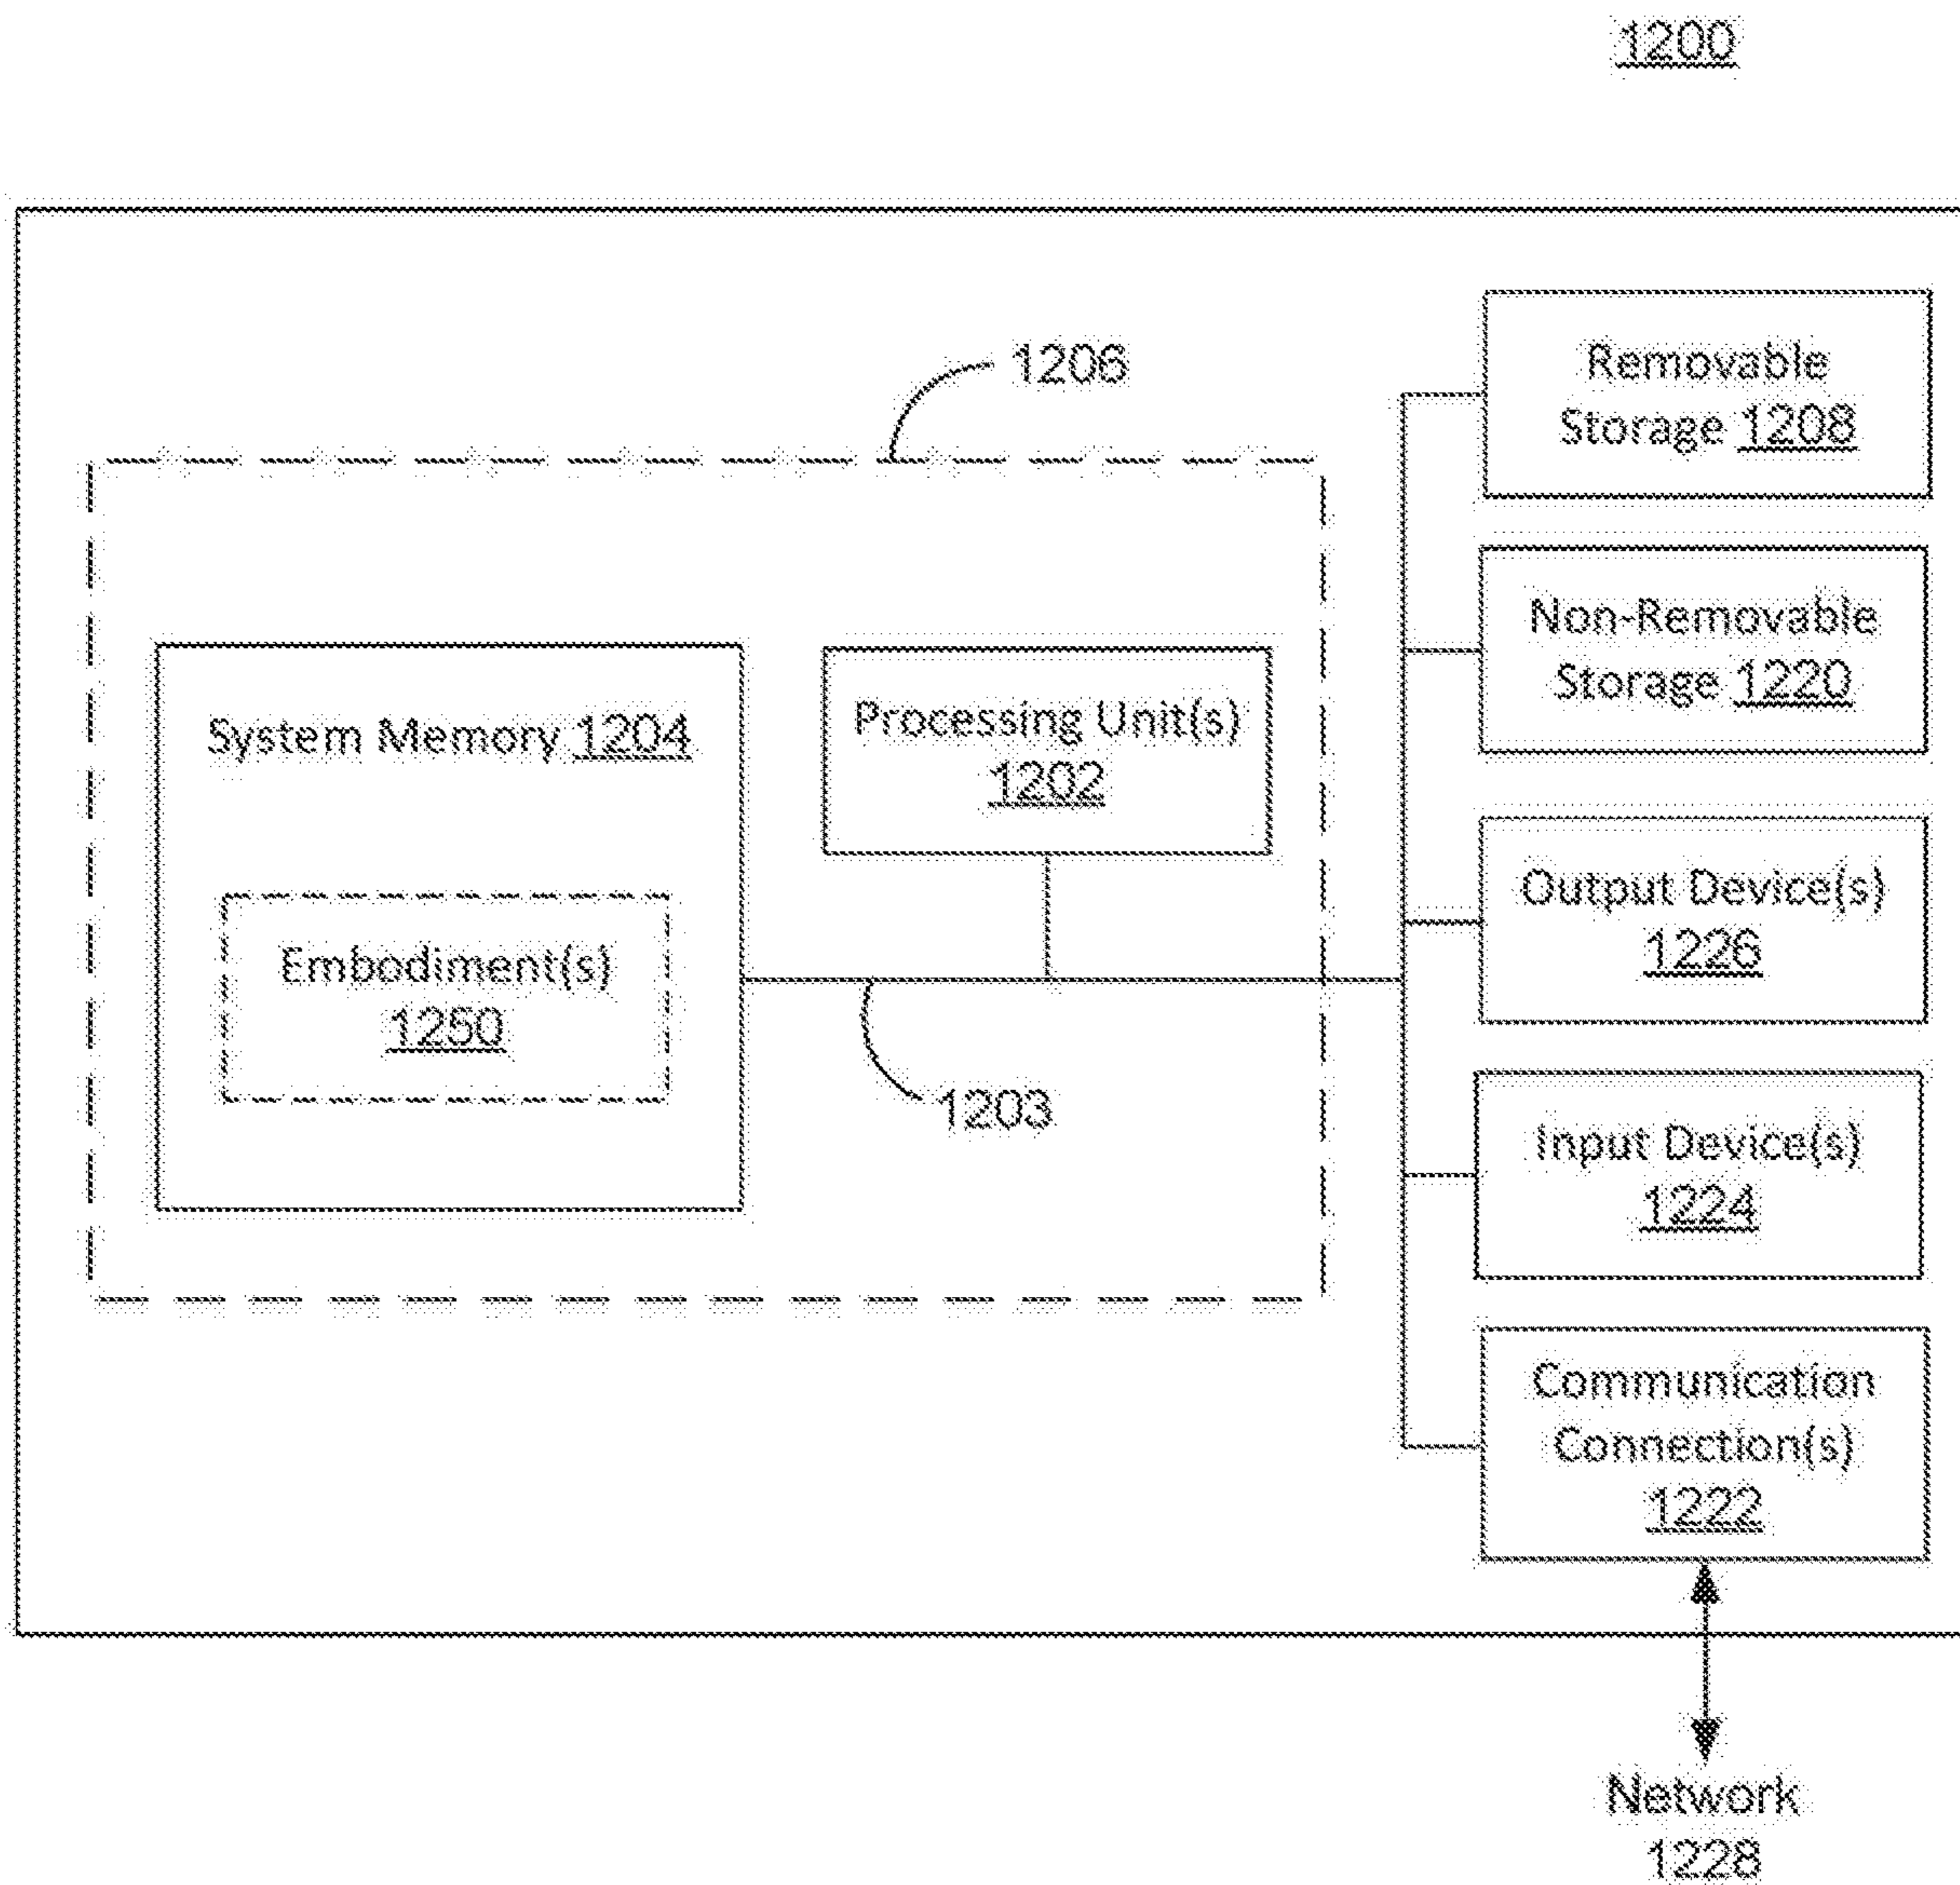 1200
1206
Removable
Storage 1208
Non-Removable
Storage 1220
System Memory 1204
Processing Unit(s)
1202
Output Device(s)
1226
Embodiment(s)
1250
1203
Input Device(s)
1224
Communication
Connection(s)
1222
Network
1228